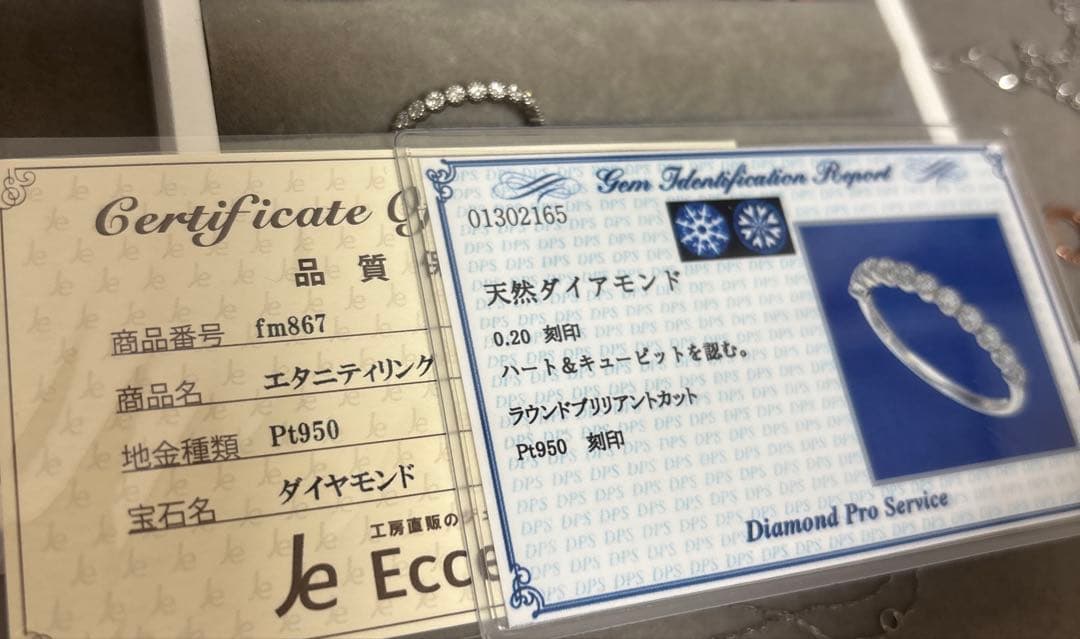 Certificate
品質
商品番号 fm867
商品名 エタニティリング
地金種類 Pt950
宝石名 ダイヤモンド
工房直販の
Je Ecce
Gem Identification Report
01302165
天然ダイアモンド
0.20 刻印
ハート&キューピットを認む。
ラウンドブリリアントカット
Pt950 刻印
Diamond Pro Service